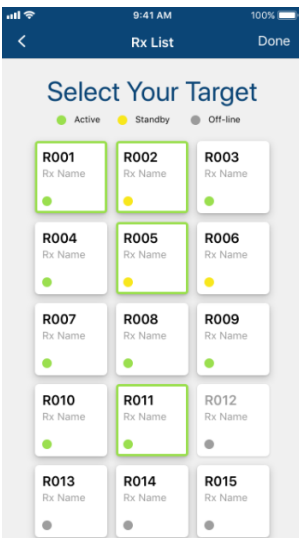 9:41 AM 100%
Rx List Done
Select Your Target
Active Standby Off-line
R001 R002 R003
Rx Name Rx Name Rx Name
R004 R005 R006
Rx Name Rx Name Rx Name
R007 R008 R009
Rx Name Rx Name Rx Name
R010 R011 R012
Rx Name Rx Name Rx Name
R013 R014 R015
Rx Name Rx Name Rx Name